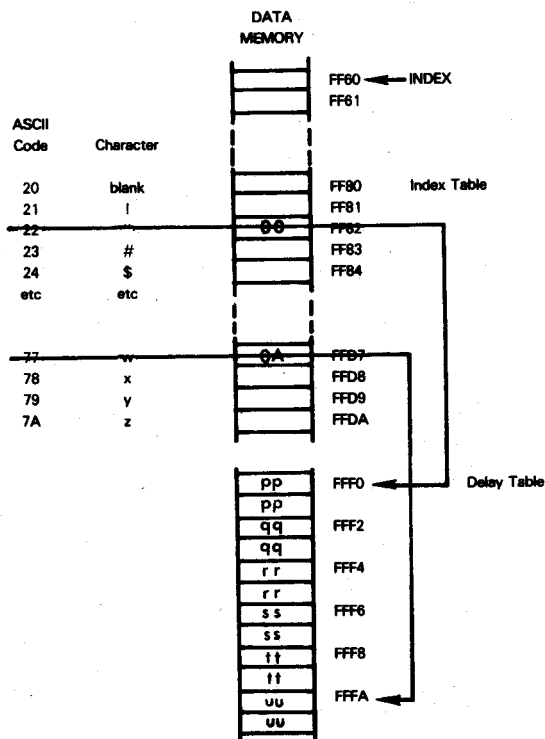 DATA
MEMORY
FF60 INDEX
FF61
ASCII
Code Character
20 blank FF80 Index Table
21 ! FF81
22 00 FF82
23 # FF83
24 $ FF84
etc etc
77 w 0A FFD7
78 x FFD8
79 y FFD9
7A z FFDA
pp FFF0 Delay Table
pp
qq FFF2
qq
rr FFF4
rr
ss FFF6
ss
tt FFF8
tt
uu FFFA
uu